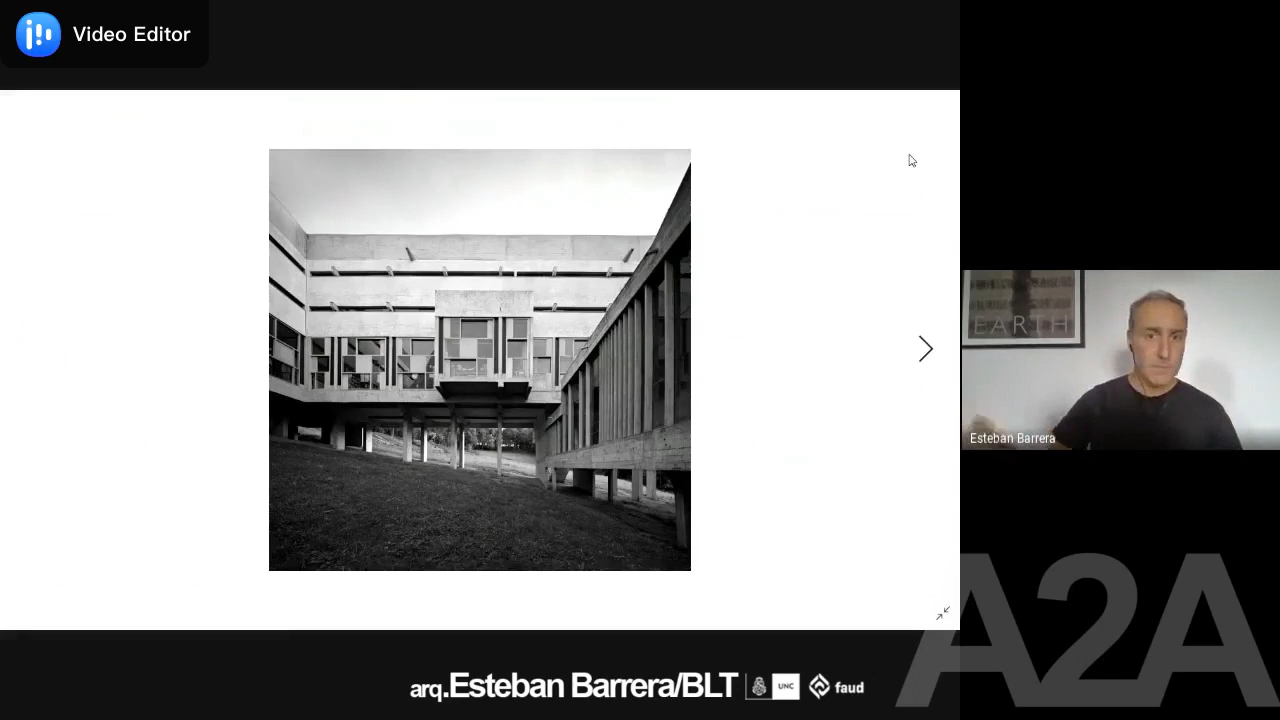 Video Editor
EARTH
Esteban Barrera
A2A
arq.Esteban Barrera/BLT
UNC
faud